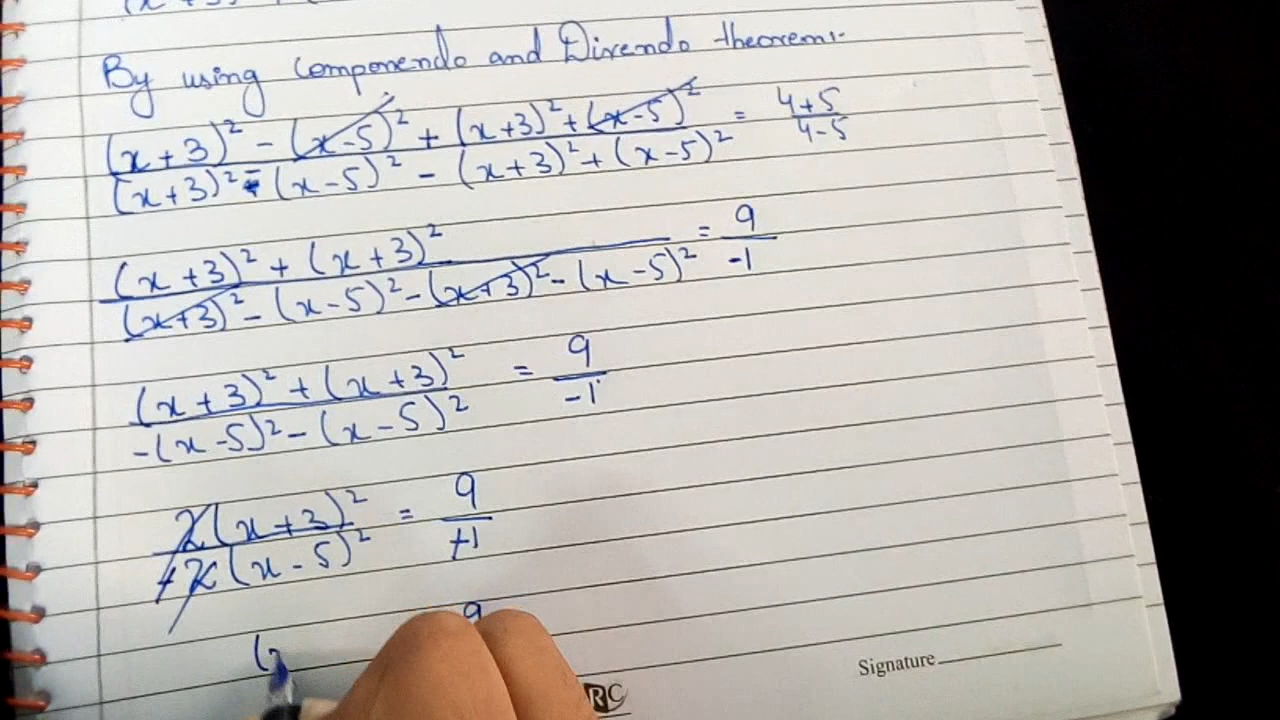 By using Componendo and Divendo theorem:-
(x+3)² - (x-5)² + (x+3)² + (x-5)² = 4+5
(x+3)² - (x-5)² - (x+3)² + (x-5)² 4-5
(x+3)² + (x+3)² = 9
(x+3)² - (x-5)² - (x+3)² - (x-5)² -1
(x+3)² + (x+3)² = 9
-(x-5)² - (x-5)² -1
2(x+3)² = 9
+2(x-5)² +1
9
(
Signature
RC